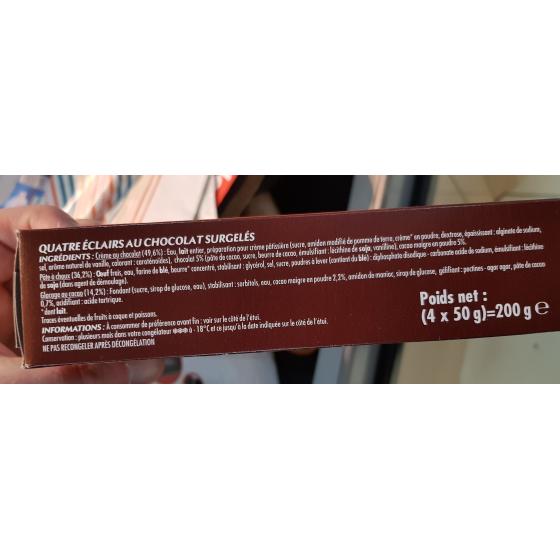 QUATRE ÉCLAIRS AU CHOCOLAT SURGELÉS
INGRÉDIENTS : Crème au chocolat (49,6%) : Eau, lait entier, préparation pour crème pâtissière (sucre, amidon modifié de pomme de terre, crème* en poudre, dextrose, épaississant : alginate de sodium,
sel, arôme naturel de vanille, colorant : caroténoïdes), chocolat 5% (pâte de cacao, sucre, beurre de cacao, émulsifiant : lécithine de soja, vanilline), cacao maigre en poudre 5%.
Pâte à choux (36,2%) : Oeuf frais, eau, farine de blé, beurre* concentré, stabilisant : glycérol, sel, sucre, poudres à lever (contient du blé) : diphosphate disodique - carbonate acide de sodium, émulsifiant : lécithine
de soja (dans agent de démoulage).
Glaçage au cacao (14,2%) : Fondant (sucre, sirop de glucose, eau), stabilisant : sorbitols, eau, cacao maigre en poudre 2,2%, amidon de manioc, sirop de glucose, gélifiant : pectines - agar agar, pâte de cacao
0,7%, acidifiant : acide tartrique.
*dont lait.
Traces éventuelles de fruits à coque et poissons.
INFORMATIONS : À consommer de préférence avant fin : voir sur le côté de l'étui.
Conservation : plusieurs mois dans votre congélateur ❄❄❄ à - 18°C et ce jusqu'à la date indiquée sur le côté de l'étui.
NE PAS RECONGELER APRÈS DÉCONGÉLATION
Poids net :
(4 x 50 g)=200 g ℮